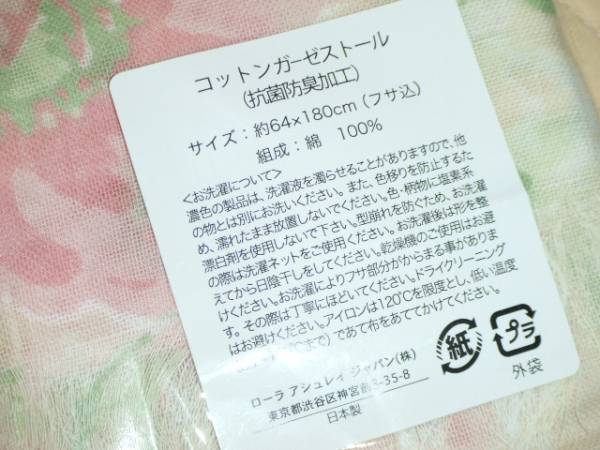 コットンガーゼストール
(抗菌防臭加工)
サイズ：約64×180cm (フサ込)
組成：綿 100%
<お洗濯について>
濃色の製品は、洗濯液を濁らせることがありますので、他
の物とは別にお洗いください。また、色移りを防止するた
め、濡れたまま放置しないでください。色・柄物に塩素系
漂白剤を使用しないで下さい。型崩れを防ぐため、お洗濯
の際は洗濯ネットをご使用ください。お洗濯後は形を整
えてから日陰干しをしてください。乾燥機のご使用はお避
けください。お洗濯によりフサ部分がからまる事がありま
す。その際は丁寧にほどいてください。ドライクリーニング
はお避けください。アイロンは120℃を限度とし、低い温度
℃まで)であて布をあててかけてください。
紙
プラ
外袋
ローラ アシュレイ ジャパン(株)
東京都渋谷区神宮前 -35-8
日本製